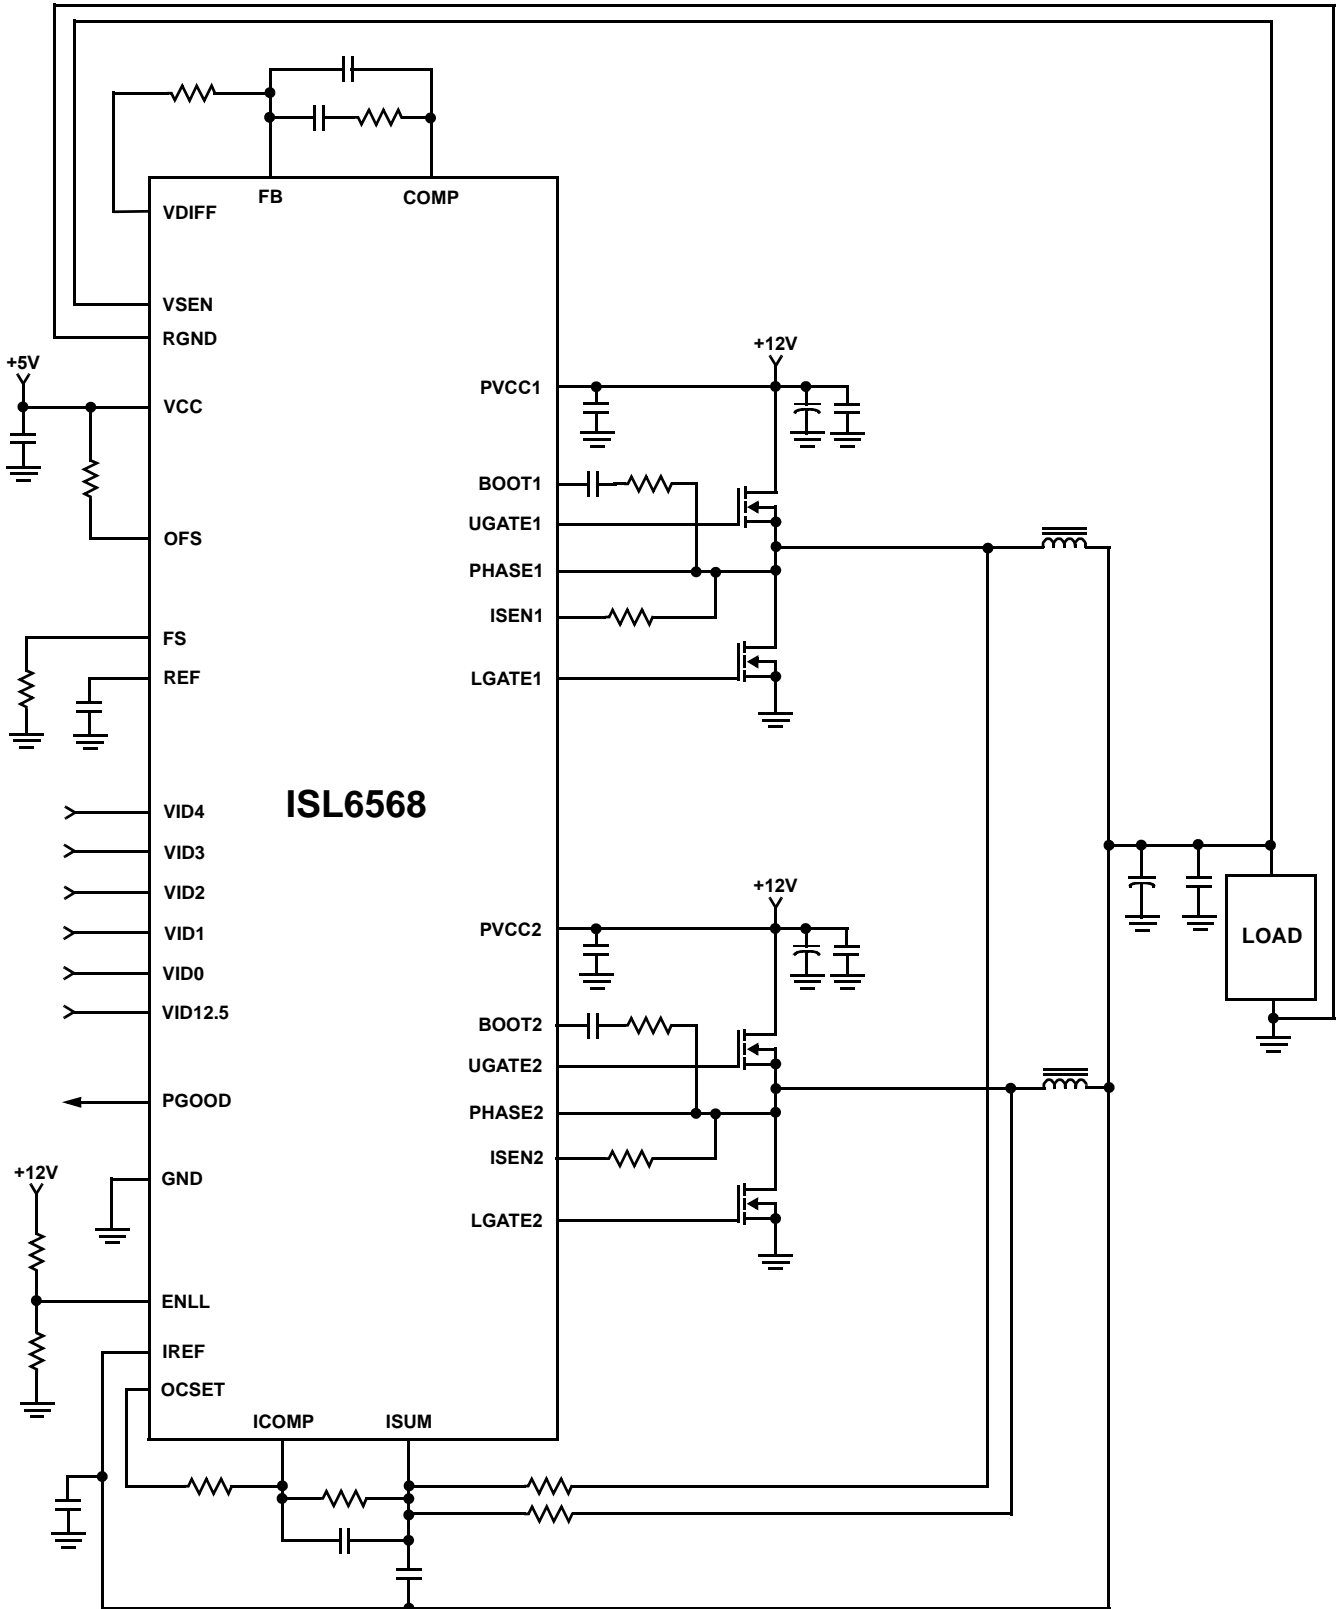 FB
COMP
VDIFF
VSEN
RGND
+5V
VCC
OFS
FS
REF
ISL6568
VID4
VID3
VID2
VID1
VID0
VID12.5
PGOOD
GND
+12V
ENLL
IREF
OCSET
ICOMP
ISUM
+12V
PVCC1
BOOT1
UGATE1
PHASE1
ISEN1
LGATE1
+12V
PVCC2
BOOT2
UGATE2
PHASE2
ISEN2
LGATE2
LOAD